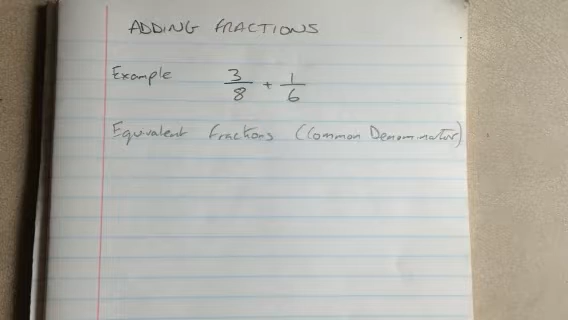 ADDING FRACTIONS
Example 3/8 + 1/6
Equivalent fractions (Common Denominator)